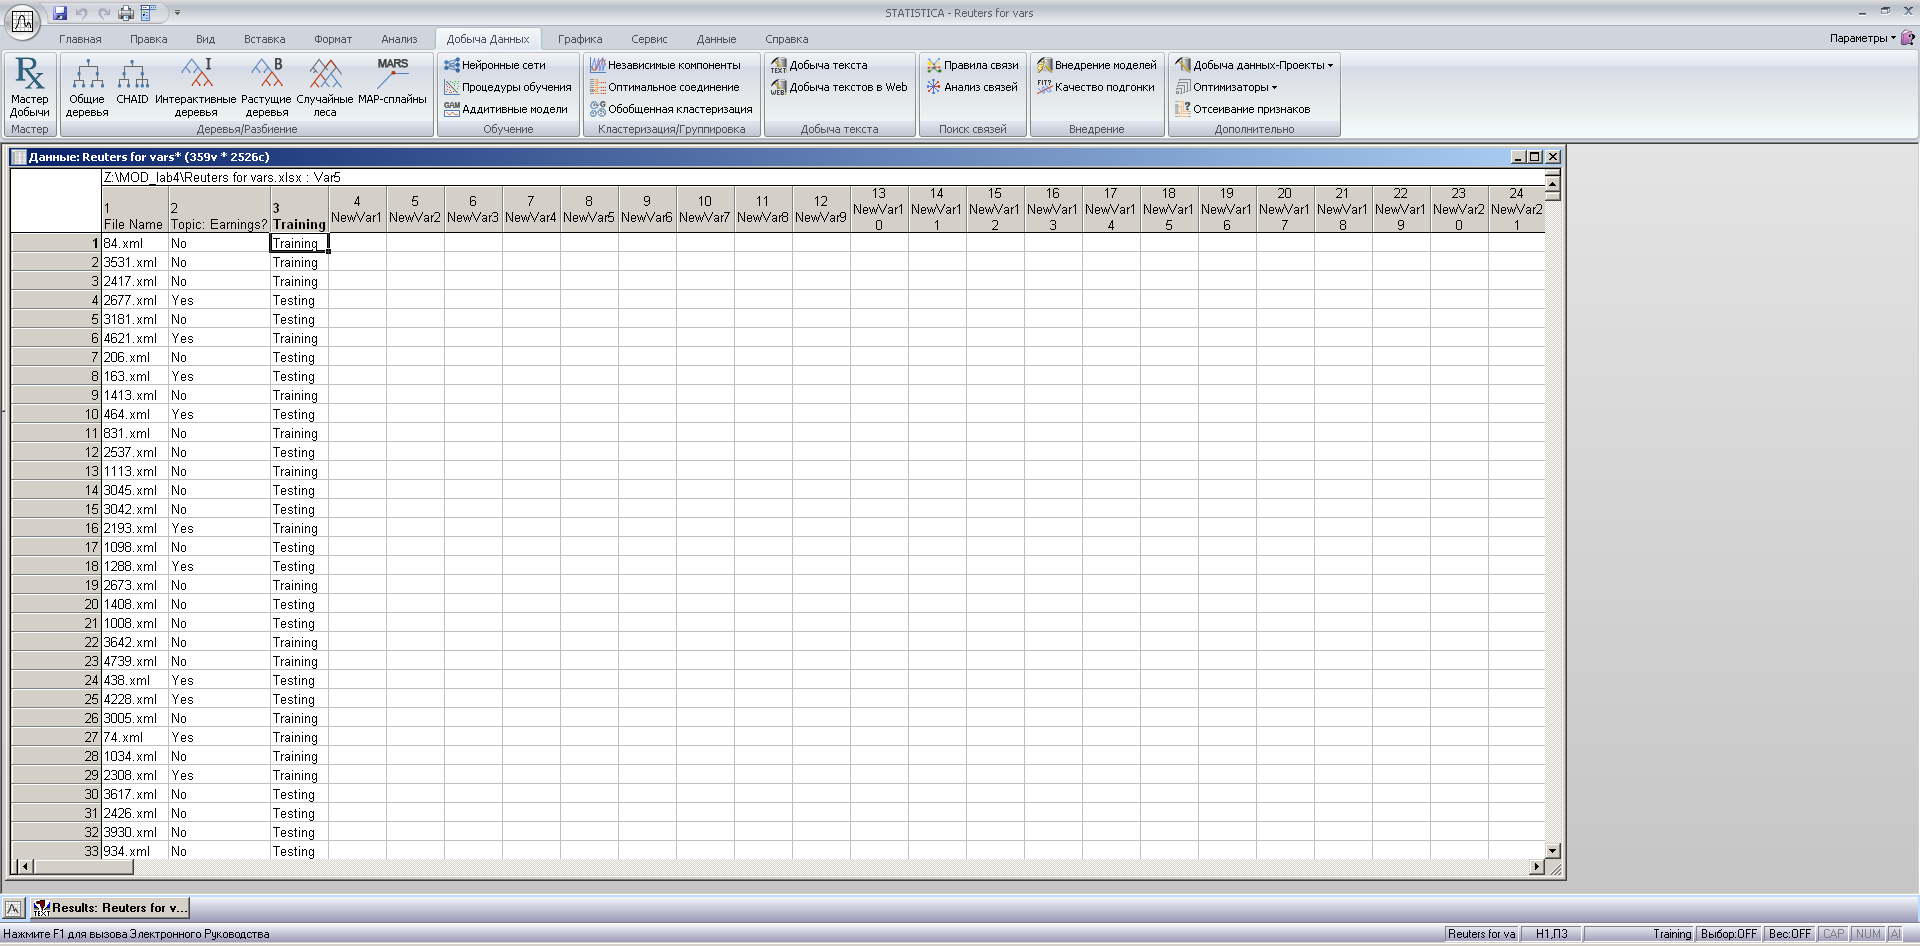 STATISTICA - Reuters for vars
Главная Правка Вид Вставка Формат Анализ Добыча Данных Графика Сервис Данные Справка Параметры
Мастер Добычи
Мастер
Общие деревья
CHAID
Интерактивные деревья
Растущие деревья
Случайные леса
MARS
МАР-сплайны
Деревья/Разбиение
Нейронные сети
Процедуры обучения
GAM Аддитивные модели
Обучение
Независимые компоненты
Оптимальное соединение
Обобщенная кластеризация
Кластеризация/Группировка
TEXT Добыча текста
WEB Добыча текстов в Web
Добыча текста
Правила связи
Анализ связей
Поиск связей
Внедрение моделей
FIT? Качество подгонки
Внедрение
Добыча данных-Проекты
Оптимизаторы
Отсеивание признаков
Дополнительно
Данные: Reuters for vars* (359v * 2526c)
Z:\MOD_lab4\Reuters for vars.xlsx : Var5
1 File Name
2 Topic: Earnings?
3 Training
4 NewVar1
5 NewVar2
6 NewVar3
7 NewVar4
8 NewVar5
9 NewVar6
10 NewVar7
11 NewVar8
12 NewVar9
13 NewVar10
14 NewVar11
15 NewVar12
16 NewVar13
17 NewVar14
18 NewVar15
19 NewVar16
20 NewVar17
21 NewVar18
22 NewVar19
23 NewVar20
24 NewVar21
1 84.xml No Training
2 3531.xml No Training
3 2417.xml No Training
4 2677.xml Yes Testing
5 3181.xml No Testing
6 4621.xml Yes Training
7 206.xml No Testing
8 163.xml Yes Testing
9 1413.xml No Training
10 464.xml Yes Testing
11 831.xml No Training
12 2537.xml No Testing
13 1113.xml No Training
14 3045.xml No Testing
15 3042.xml No Testing
16 2193.xml Yes Training
17 1098.xml No Testing
18 1288.xml Yes Testing
19 2673.xml No Training
20 1408.xml No Testing
21 1008.xml No Testing
22 3642.xml No Training
23 4739.xml No Training
24 438.xml Yes Testing
25 4228.xml Yes Testing
26 3005.xml No Training
27 74.xml Yes Testing
28 1034.xml No Training
29 2308.xml Yes Training
30 3617.xml No Testing
31 2426.xml No Testing
32 3930.xml No Testing
33 934.xml No Testing
TEXT Results: Reuters for v...
Нажмите F1 для вызова Электронного Руководства
Reuters for va Н1,П3 Training Выбор:OFF Вес:OFF CAP NUM AI